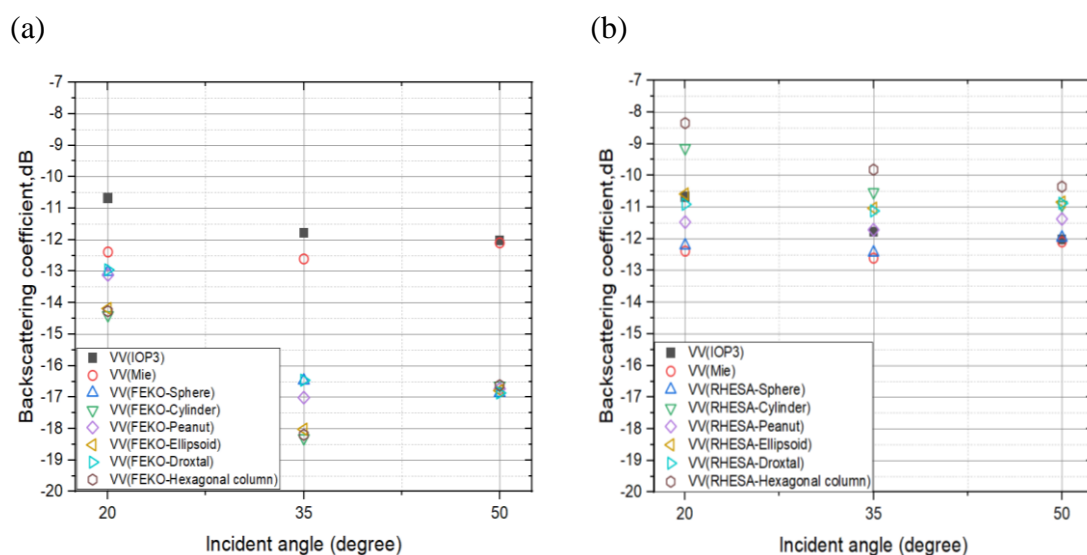 (a)
(b)
-7
-8
-9
-10
-11
-12
-13
-14
-15
-16
-17
-18
-19
-20
Backscattering coefficient,dB
VV(IOP3)
VV(Mie)
VV(FEKO-Sphere)
VV(FEKO-Cylinder)
VV(FEKO-Peanut)
VV(FEKO-Ellipsoid)
VV(FEKO-Droxtal)
VV(FEKO-Hexagonal column)
20
35
50
Incident angle (degree)
-7
-8
-9
-10
-11
-12
-13
-14
-15
-16
-17
-18
-19
-20
Backscattering coefficient,dB
VV(IOP3)
VV(Mie)
VV(RHESA-Sphere)
VV(RHESA-Cylinder)
VV(RHESA-Peanut)
VV(RHESA-Ellipsoid)
VV(RHESA-Droxtal)
VV(RHESA-Hexagonal column)
20
35
50
Incident angle (degree)